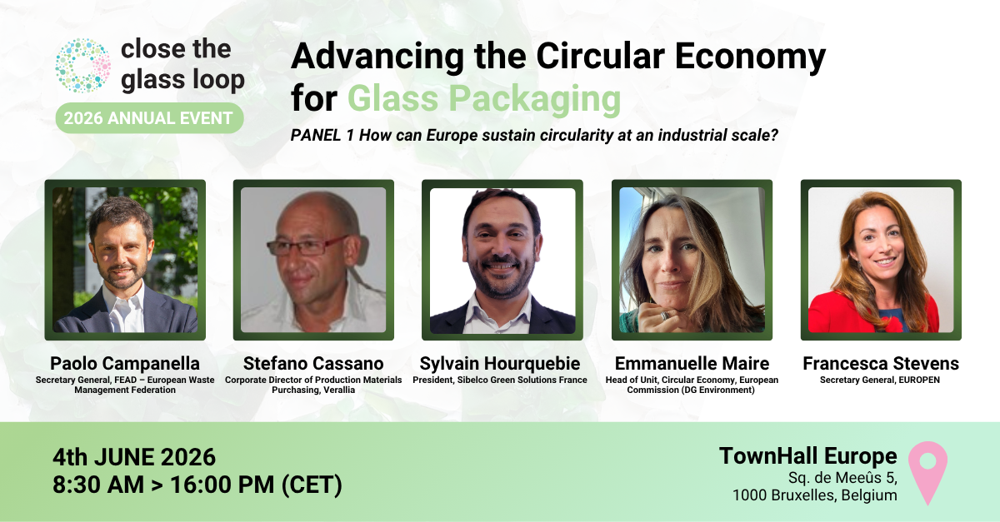 close the
glass loop
2026 ANNUAL EVENT
Advancing the Circular Economy
for Glass Packaging
PANEL 1 How can Europe sustain circularity at an industrial scale?
Paolo Campanella
Secretary General, FEAD – European Waste
Management Federation
Stefano Cassano
Corporate Director of Production Materials
Purchasing, Verallia
Sylvain Hourquebie
President, Sibelco Green Solutions France
Emmanuelle Maire
Head of Unit, Circular Economy, European
Commission (DG Environment)
Francesca Stevens
Secretary General, EUROPEN
4th JUNE 2026
8:30 AM > 16:00 PM (CET)
TownHall Europe
Sq. de Meeûs 5,
1000 Bruxelles, Belgium